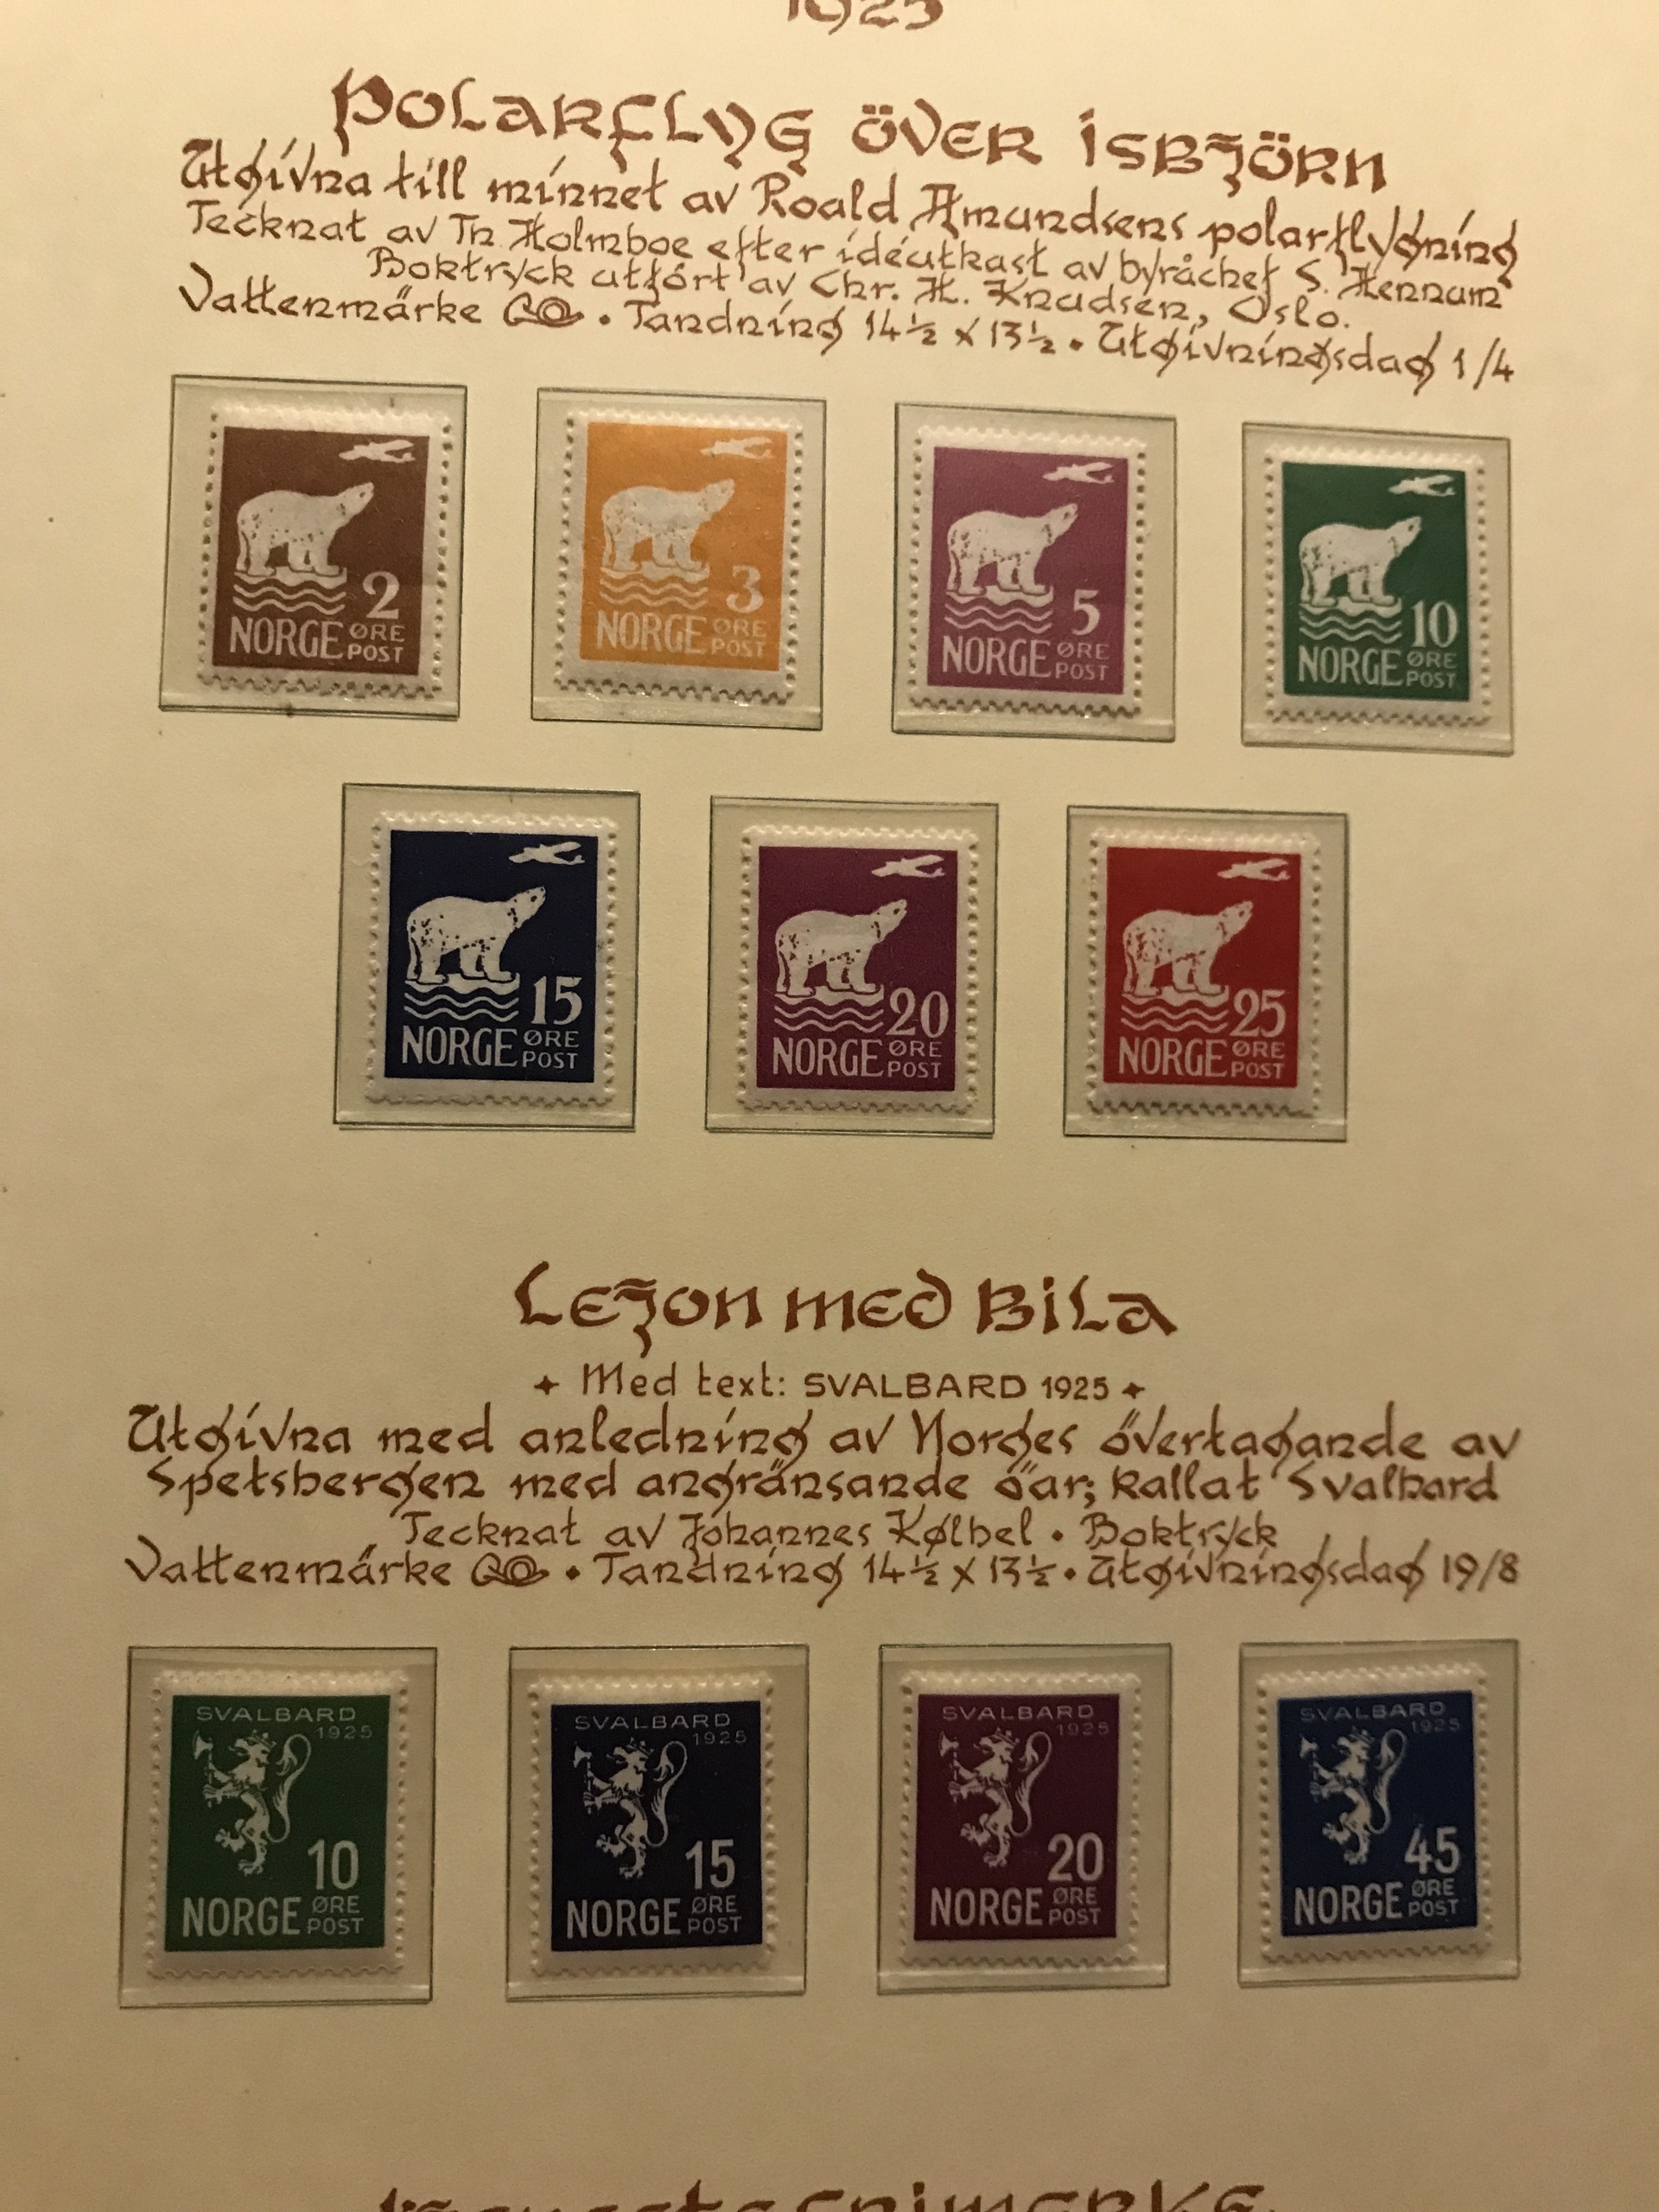 1925
POLARFLYG ÖVER ISBJÖRN
Utgivna till minnet av Roald Amundsens polarflygning
Tecknat av Th. Holmboe efter idéutkast av byråchef S. Hennum
Boktryck utfört av Chr. H. Knudsen, Oslo.
Vattenmärke • Tandning 14½ x 13½ • Utgivningsdag 1/4
2
NORGE ØRE POST
3
NORGE ØRE POST
5
NORGE ØRE POST
10
NORGE ØRE POST
15
NORGE ØRE POST
20
NORGE ØRE POST
25
NORGE ØRE POST
LEJON MED BILA
Med text: SVALBARD 1925
Utgivna med anledning av Norges övertagande av
Spetsbergen med angränsande öar; kallat Svalbard
Tecknat av Johannes Kølbel • Boktryck
Vattenmärke • Tandning 14½ x 13½ • Utgivningsdag 19/8
SVALBARD
1925
10
NORGE ØRE POST
SVALBARD
1925
15
NORGE ØRE POST
SVALBARD
1925
20
NORGE ØRE POST
SVALBARD
1925
45
NORGE ØRE POST